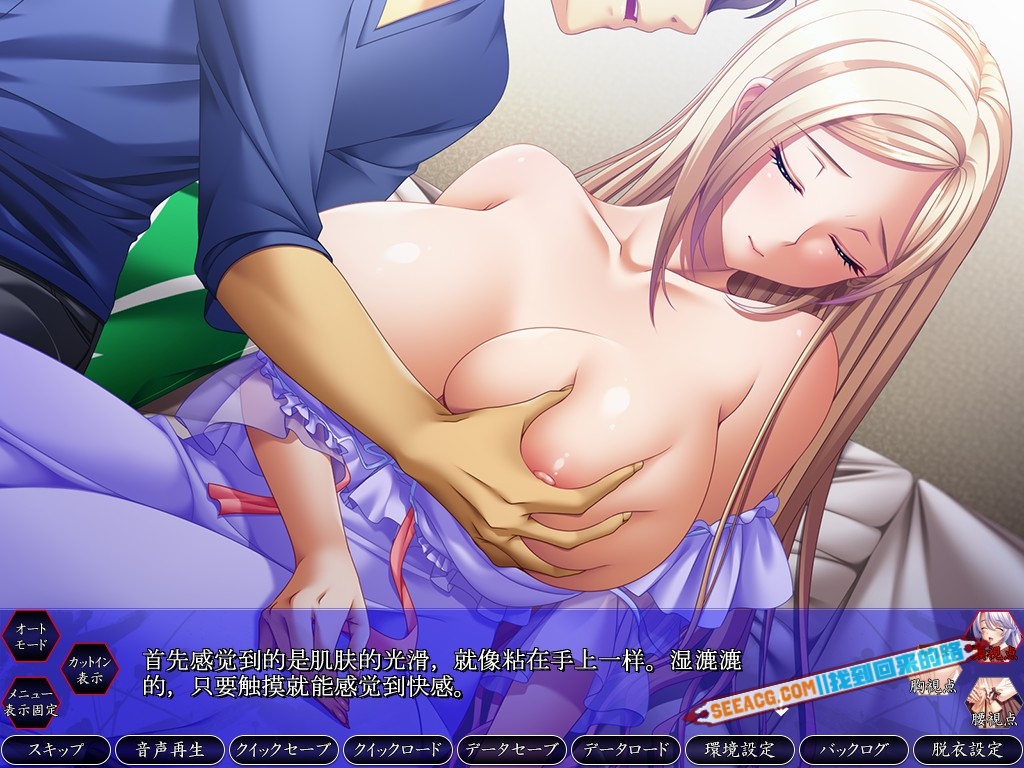 オート
モード
カットイン
表示
メニュー
表示固定
首先感觉到的是肌肤的光滑，就像粘在手上一样。湿漉漉
的，只要触摸就能感觉到快感。
SEEACG.COM||找到回来的路
視点
胸視点
腰視点
スキップ
音声再生
クイックセーブ
クイックロード
データセーブ
データロード
環境設定
バックログ
脱衣設定